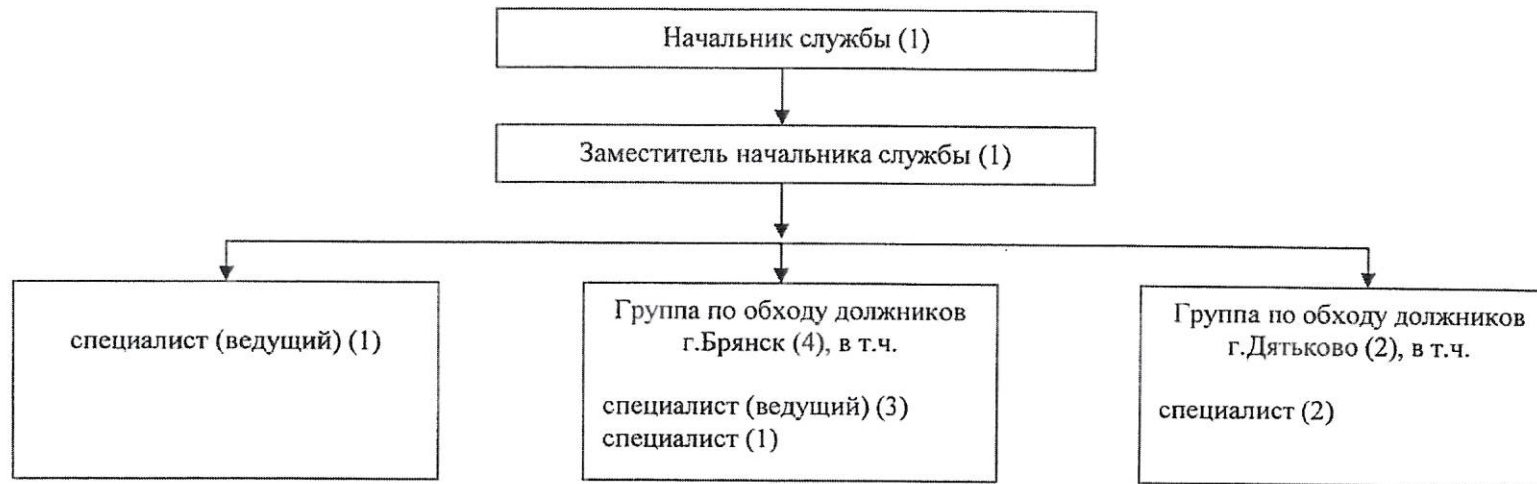 Начальник службы (1)
Заместитель начальника службы (1)
специалист (ведущий) (1)
Группа по обходу должников
г.Брянск (4), в т.ч.
специалист (ведущий) (3)
специалист (1)
Группа по обходу должников
г.Дятьково (2), в т.ч.
специалист (2)